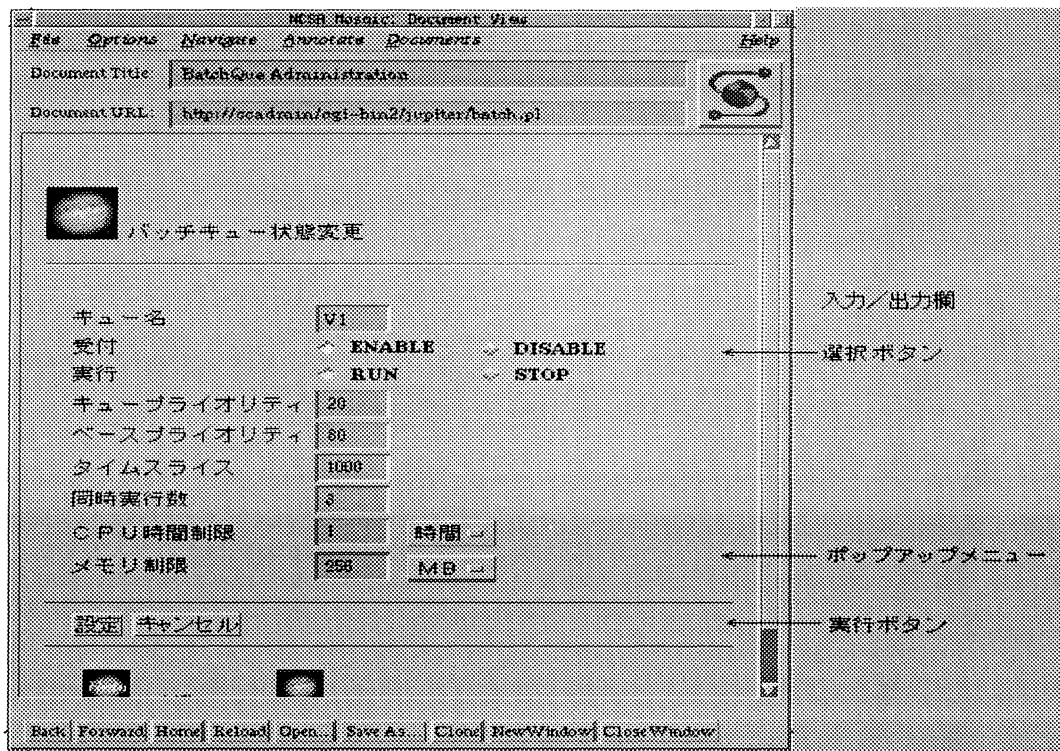 NCSA Mosaic: Document View
File Options Navigate Annotate Documents Help
Document Title: BatchQue Administration
Document URL: http://ccadmin/cgi-bin2/jupiter/batch.pl
バッチキュー状態変更
入力/出力欄
キュー名 V1
受付 ENABLE DISABLE
選択ボタン
実行 RUN STOP
キュープライオリティ 20
ベースプライオリティ 60
タイムスライス 1000
同時実行数 3
CPU時間制限 1 時間
メモリ制限 256 MB
ポップアップメニュー
設定 キャンセル
実行ボタン
Back Forward Home Reload Open... Save As... Clone New Window Close Window